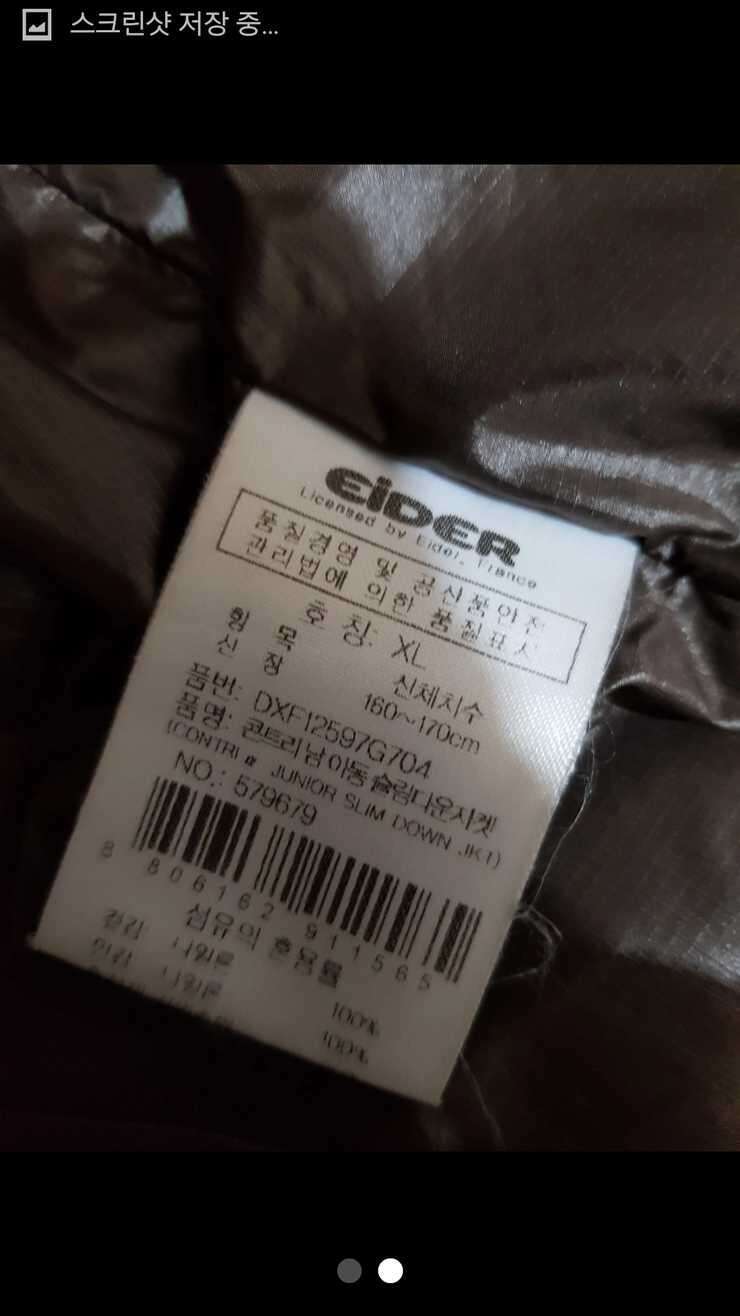 스크린샷 저장 중...
EiDER
Licensed by Eider, France
품질경영 및 공산품안전
관리법에 의한 품질표시
호 칭: XL
항 목 신체치수
신 장 160~170cm
품번: DXF12597G704
품명: 콘트리 남아동 슬림다운자켓
(CONTRI JUNIOR SLIM DOWN JKT)
NO.: 579679
8 806162 911565
섬유의 혼용률
겉감 나일론 100%
안감 나일론 100%